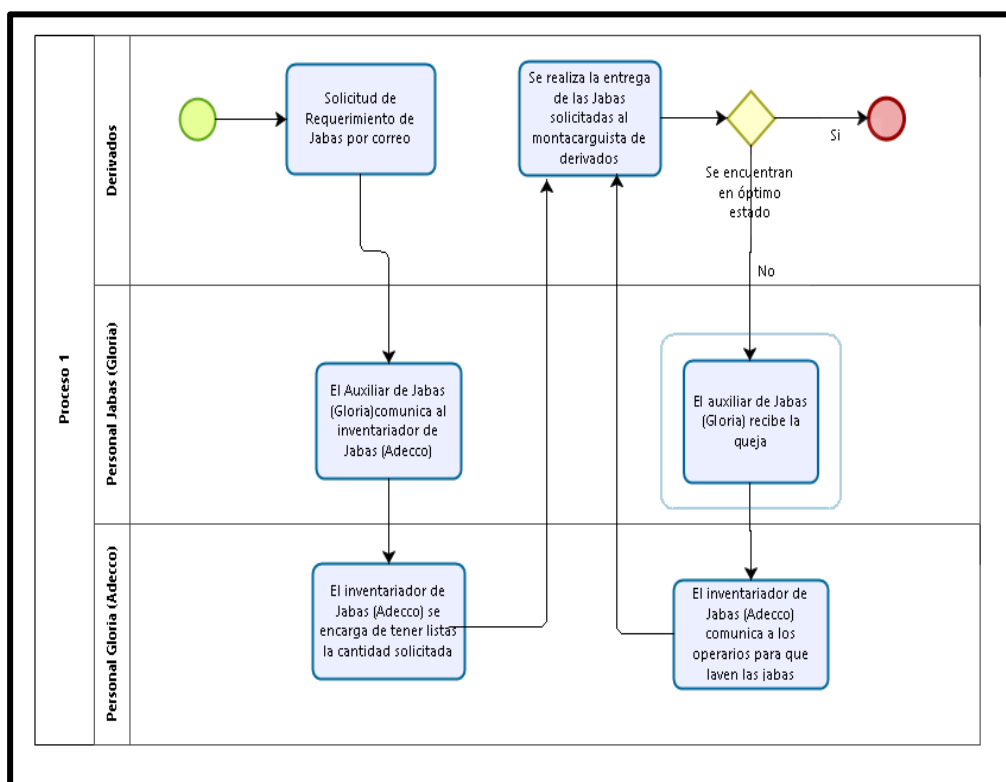 Proceso 1
Derivados
Solicitud de
Requerimiento de
Jabas por correo
Se realiza la entrega
de las Jabas
solicitadas al
montacarguista de
derivados
Si
Se encuentran
en óptimo
estado
No
Personal Jabas (Gloria)
El Auxiliar de Jabas
(Gloria)comunica al
inventariador de
Jabas (Adecco)
El auxiliar de Jabas
(Gloria) recibe la
queja
Personal Gloria (Adecco)
El inventariador de
Jabas (Adecco) se
encarga de tener listas
la cantidad solicitada
El inventariador de
Jabas (Adecco)
comunica a los
operarios para que
laven las jabas